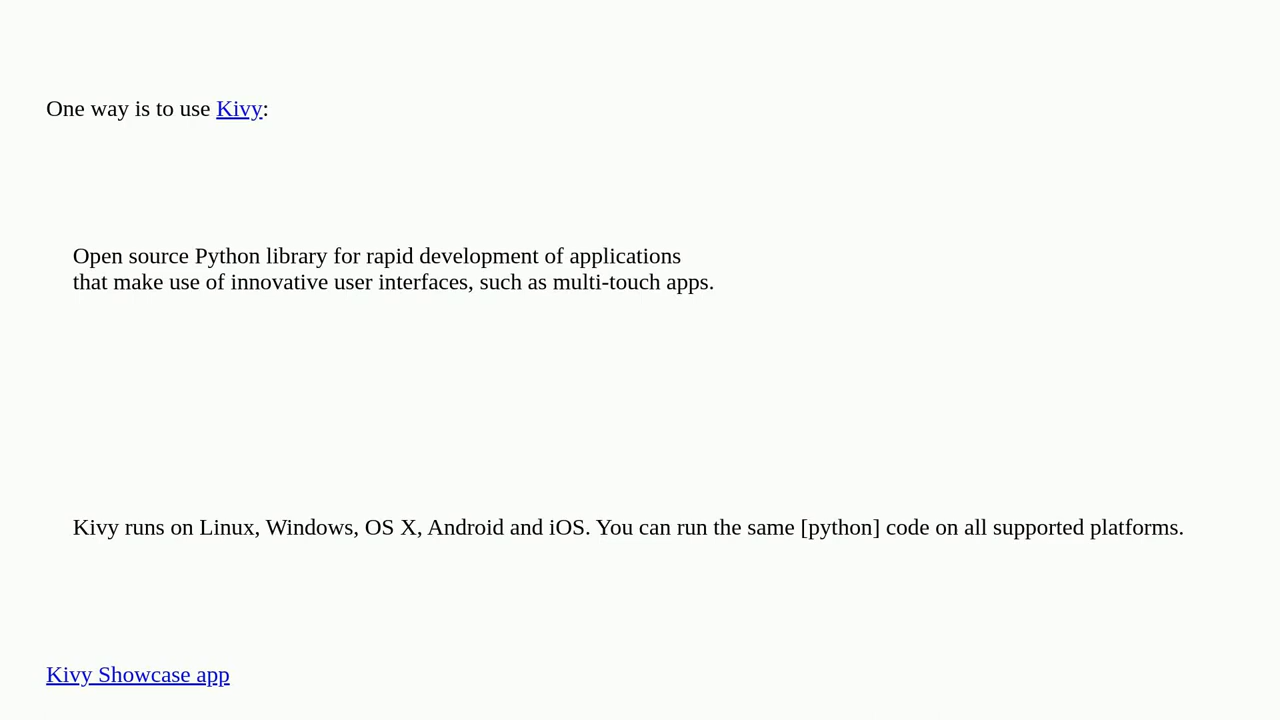 One way is to use Kivy:
Open source Python library for rapid development of applications
that make use of innovative user interfaces, such as multi-touch apps.
Kivy runs on Linux, Windows, OS X, Android and iOS. You can run the same [python] code on all supported platforms.
Kivy Showcase app